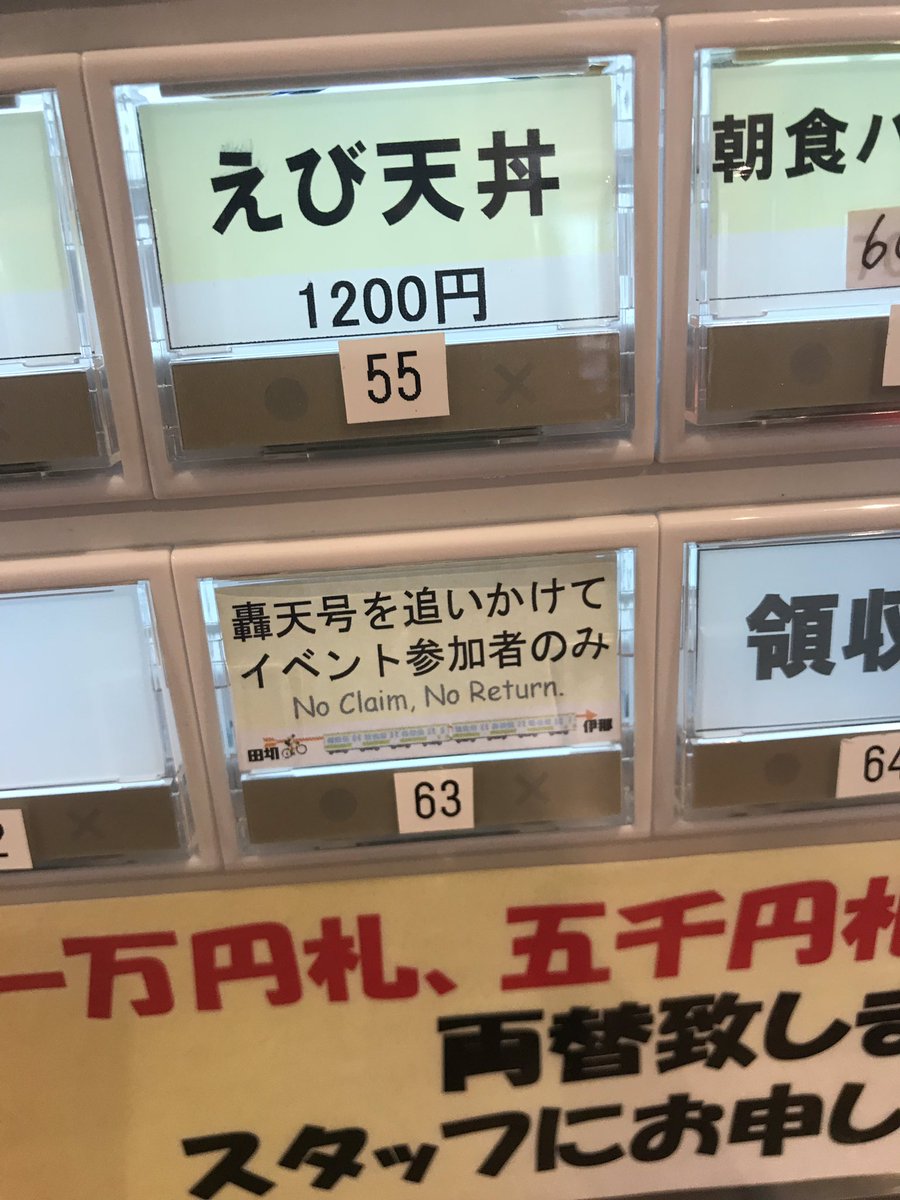 えび天丼
1200円
55
朝食
轟天号を追いかけて
イベント参加者のみ
No Claim, No Return.
田切
伊那
63
領収
64
一万円札、五千円札
両替致しま
スタッフにお申し